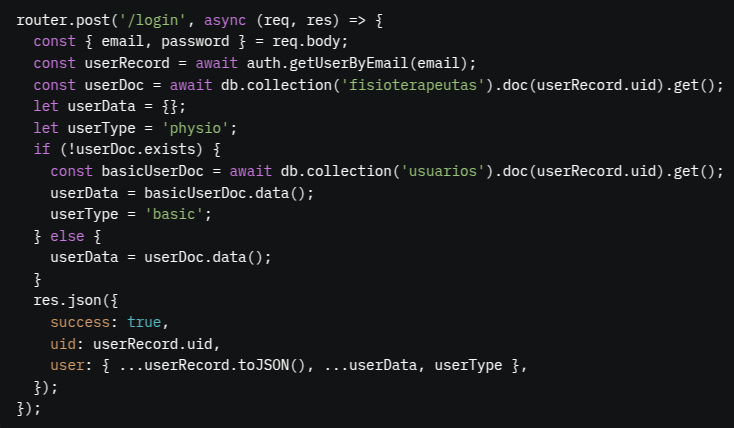 router.post('/login', async (req, res) => {
  const { email, password } = req.body;
  const userRecord = await auth.getUserByEmail(email);
  const userDoc = await db.collection('fisioterapeutas').doc(userRecord.uid).get();
  let userData = {};
  let userType = 'physio';
  if (!userDoc.exists) {
    const basicUserDoc = await db.collection('usuarios').doc(userRecord.uid).get();
    userData = basicUserDoc.data();
    userType = 'basic';
  } else {
    userData = userDoc.data();
  }
  res.json({
    success: true,
    uid: userRecord.uid,
    user: { ...userRecord.toJSON(), ...userData, userType },
  });
});